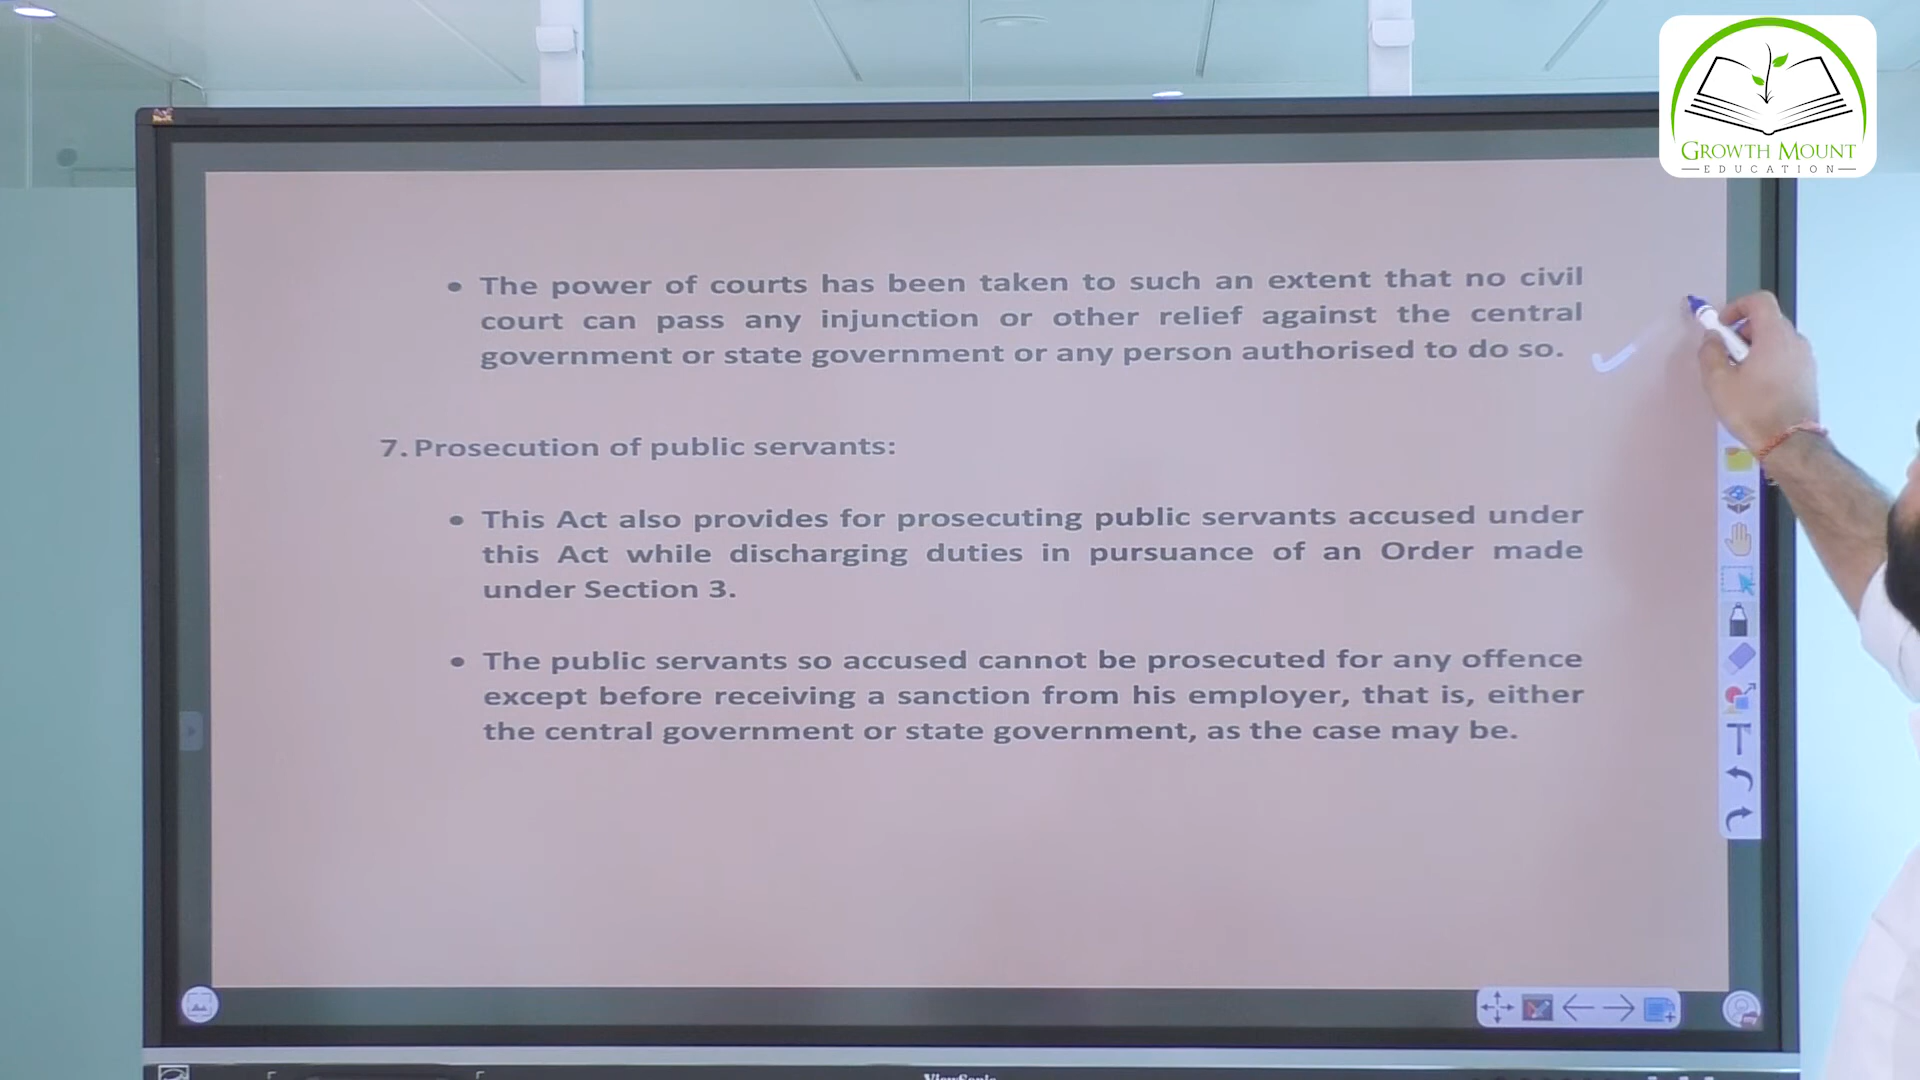 GROWTH MOUNT
EDUCATION
• The power of courts has been taken to such an extent that no civil
court can pass any injunction or other relief against the central
government or state government or any person authorised to do so.
7. Prosecution of public servants:
• This Act also provides for prosecuting public servants accused under
this Act while discharging duties in pursuance of an Order made
under Section 3.
• The public servants so accused cannot be prosecuted for any offence
except before receiving a sanction from his employer, that is, either
the central government or state government, as the case may be.
ViewSonic